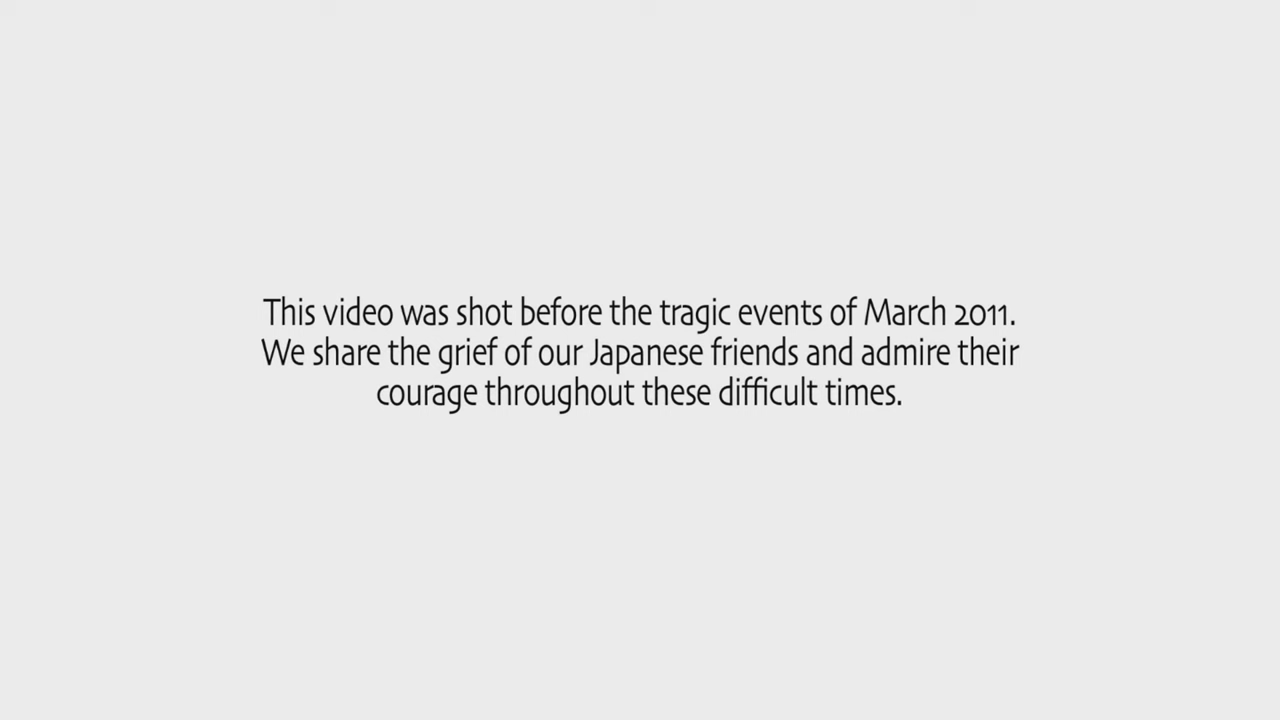 This video was shot before the tragic events of March 2011.
We share the grief of our Japanese friends and admire their
courage throughout these difficult times.